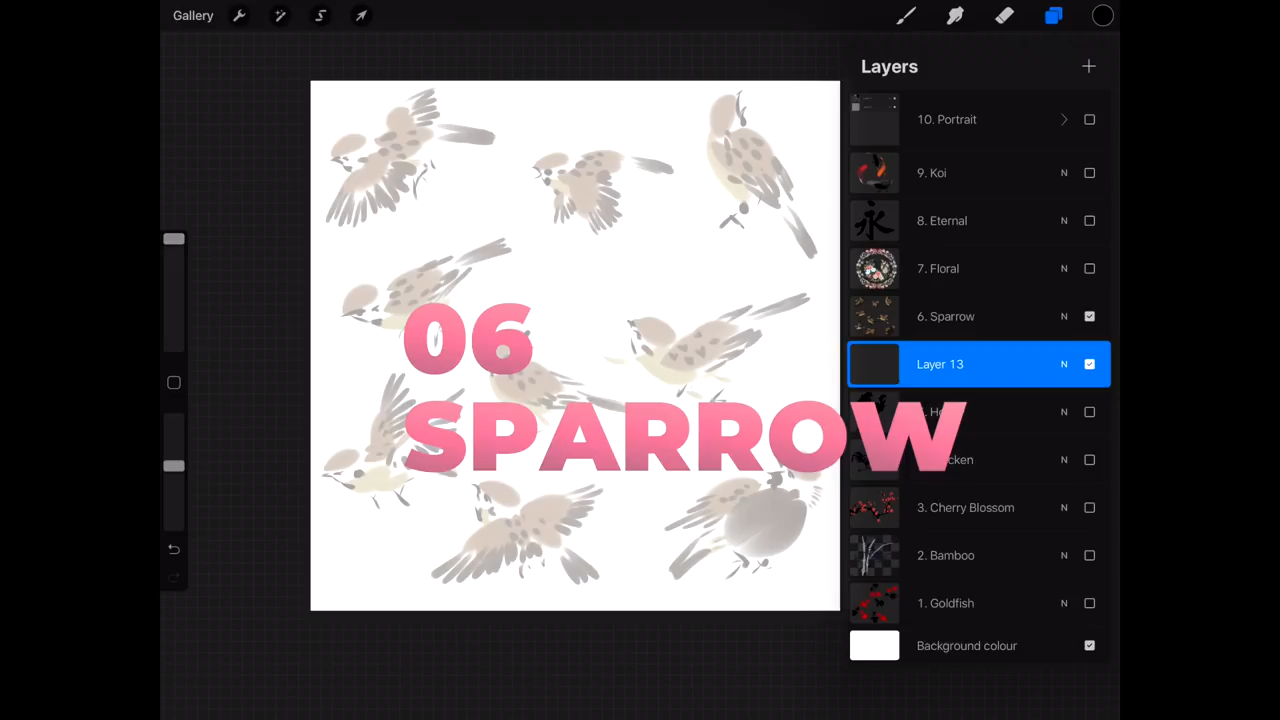 Gallery
Layers
10. Portrait
9. Koi N
永
8. Eternal N
7. Floral N
6. Sparrow N
Layer 13 N
N
N
3. Cherry Blossom N
2. Bamboo N
1. Goldfish N
Background colour
06
SPARROW